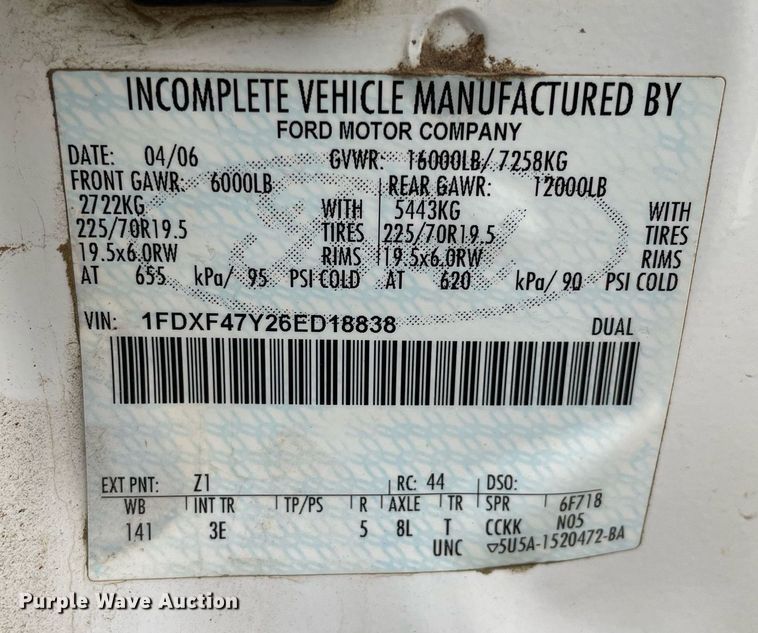 INCOMPLETE VEHICLE MANUFACTURED BY
FORD MOTOR COMPANY
DATE: 04/06 GVWR: 16000LB/ 7258KG
FRONT GAWR: 6000LB REAR GAWR: 12000LB
2722KG WITH 5443KG WITH
225/70R19.5 TIRES 225/70R19.5 TIRES
19.5x6.0RW RIMS 19.5x6.0RW RIMS
AT 655 kPa/ 95 PSI COLD AT 620 kPa/ 90 PSI COLD
VIN: 1FDXF47Y26ED18838 DUAL
EXT PNT: Z1 RC: 44 DSO:
WB INT TR TP/PS R AXLE TR SPR 6F718
141 3E 5 8L T CCKK N05
UNC ▽5U5A-1520472-BA
Purple Wave Auction